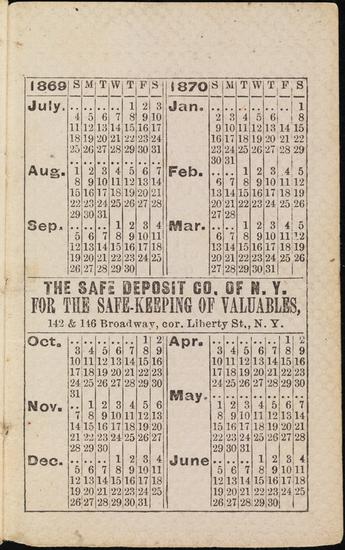 1869 S M T W T F S
July. .. .. .. .. 1 2 3
4 5 6 7 8 9 10
11 12 13 14 15 16 17
18 19 20 21 22 23 24
25 26 27 28 29 30 31
Aug. 1 2 3 4 5 6 7
8 9 10 11 12 13 14
15 16 17 18 19 20 21
22 23 24 25 26 27 28
29 30 31 .. .. .. ..
Sep. .. .. .. 1 2 3 4
5 6 7 8 9 10 11
12 13 14 15 16 17 18
19 20 21 22 23 24 25
26 27 28 29 30 .. ..
1870 S M T W T F S
Jan. .. .. .. .. .. .. 1
2 3 4 5 6 8
9 10 11 12 13 14 15
16 17 18 19 20 21 22
23 24 25 26 27 28 29
30 31 .. .. .. .. ..
Feb. .. .. 1 2 3 4 5
6 7 8 9 10 11 12
13 14 15 16 17 18 19
20 21 22 23 24 25 26
27 28 .. .. .. .. ..
Mar. .. .. 1 2 3 4 5
6 7 8 9 10 11 12
13 14 15 16 17 18 19
20 21 22 23 24 25 26
27 28 29 30 31 .. ..
THE SAFE DEPOSIT CO. OF N. Y.
FOR THE SAFE-KEEPING OF VALUABLES,
142 & 146 Broadway, cor. Liberty St., N. Y.
Oct. .. .. .. .. .. 1 2
3 4 5 6 7 8 9
10 11 12 13 14 15 16
17 18 19 20 21 22 23
24 25 26 27 28 29 30
31 .. .. .. .. .. ..
Nov. .. 1 2 3 4 5 6
7 8 9 10 11 12 13
14 15 16 17 18 19 20
21 22 23 24 25 26 27
28 29 30 .. .. .. ..
Dec. .. .. .. 1 2 3 4
5 6 7 8 9 10 11
12 13 14 15 16 17 18
19 20 21 22 23 24 25
26 27 28 29 30 31 ..
Apr. .. .. .. .. .. 1 2
3 4 5 6 7 8 9
10 11 12 13 14 15 16
17 18 19 20 21 22 23
24 25 26 27 28 29 30
May. .. .. .. .. .. .. ..
1 2 3 4 5 6 7
8 9 10 11 12 13 14
15 16 17 18 19 20 21
22 23 24 25 26 27 28
29 30 31 .. .. .. ..
June .. .. .. 1 2 3 4
5 6 7 8 9 10 11
12 13 14 15 16 17 18
19 20 21 22 23 24 25
26 27 28 29 30 .. ..